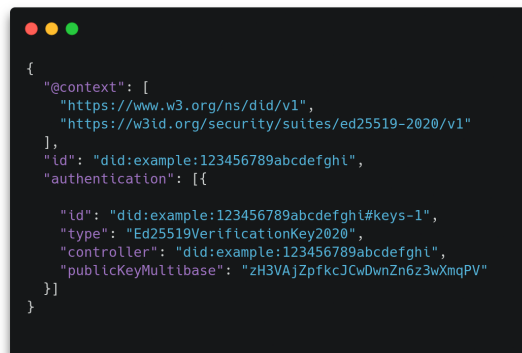 {
  "@context": [
    "https://www.w3.org/ns/did/v1",
    "https://w3id.org/security/suites/ed25519-2020/v1"
  ],
  "id": "did:example:123456789abcdefghi",
  "authentication": [{

    "id": "did:example:123456789abcdefghi#keys-1",
    "type": "Ed25519VerificationKey2020",
    "controller": "did:example:123456789abcdefghi",
    "publicKeyMultibase": "zH3VAjZpfkcJCwDwnZn6z3wXmqPV"
  }]
}